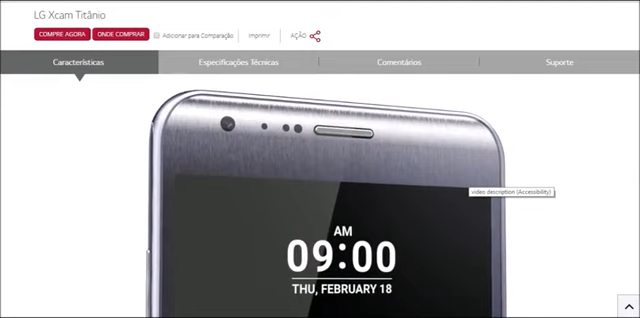 LG Xcam Titânio
COMPRE AGORA ONDE COMPRAR Adicionar para Comparação Imprimir AÇÃO
Características Especificações Técnicas Comentários Suporte
video description (Accessibility)
AM
09:00
THU, FEBRUARY 18